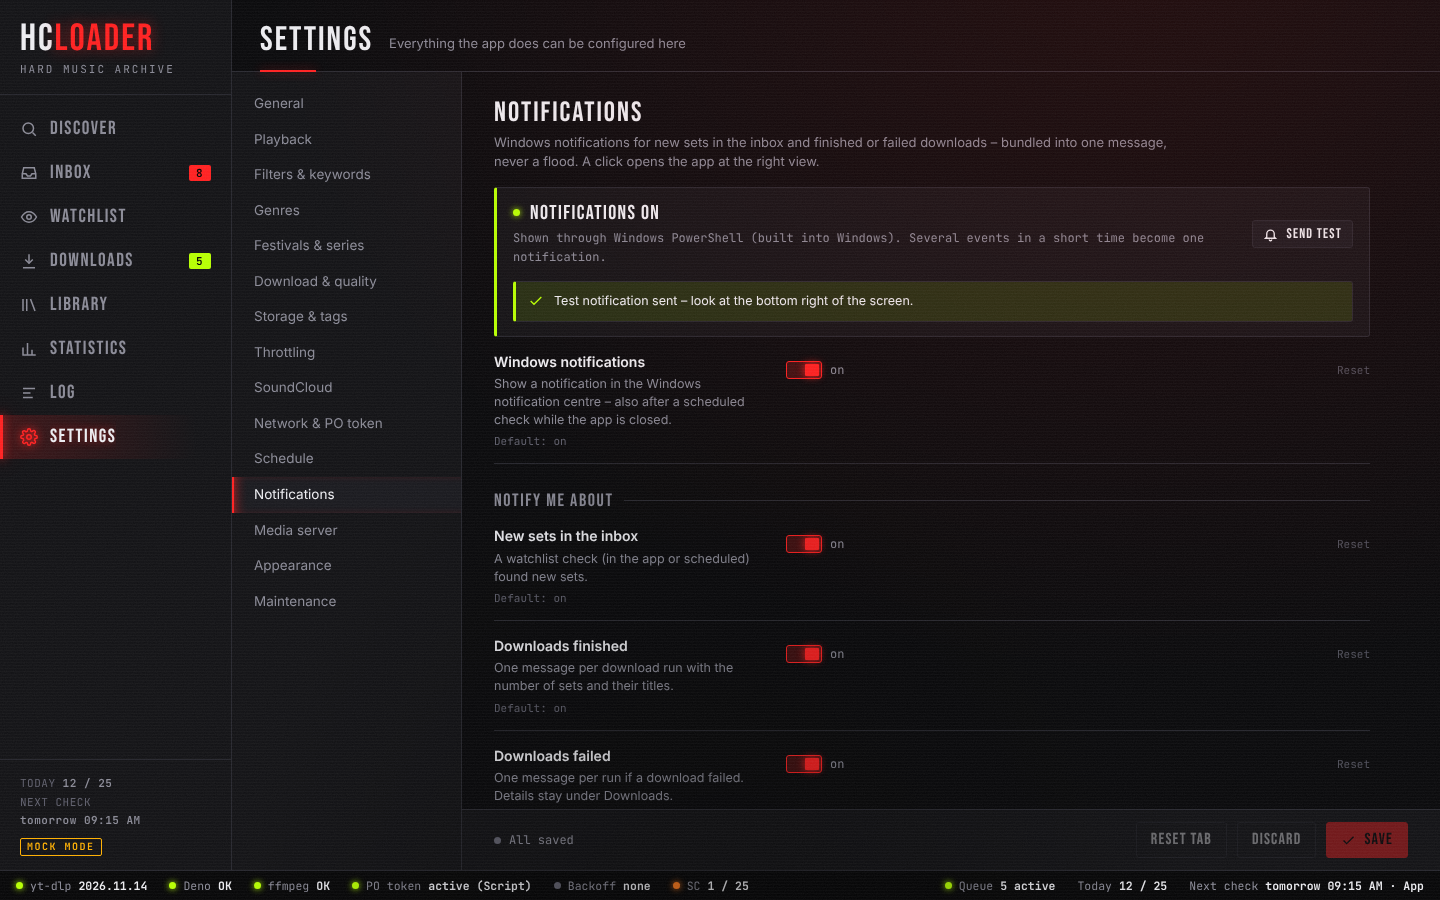 HCLOADER
HARD MUSIC ARCHIVE
DISCOVER
INBOX 8
WATCHLIST
DOWNLOADS 5
LIBRARY
STATISTICS
LOG
SETTINGS
TODAY 12 / 25
NEXT CHECK
tomorrow 09:15 AM
MOCK MODE
SETTINGS Everything the app does can be configured here
General
Playback
Filters & keywords
Genres
Festivals & series
Download & quality
Storage & tags
Throttling
SoundCloud
Network & PO token
Schedule
Notifications
Media server
Appearance
Maintenance
NOTIFICATIONS
Windows notifications for new sets in the inbox and finished or failed downloads – bundled into one message,
never a flood. A click opens the app at the right view.
NOTIFICATIONS ON
Shown through Windows PowerShell (built into Windows). Several events in a short time become one
notification.
SEND TEST
Test notification sent – look at the bottom right of the screen.
Windows notifications
on
Reset
Show a notification in the Windows
notification centre – also after a scheduled
check while the app is closed.
Default: on
NOTIFY ME ABOUT
New sets in the inbox
on
Reset
A watchlist check (in the app or scheduled)
found new sets.
Default: on
Downloads finished
on
Reset
One message per download run with the
number of sets and their titles.
Default: on
Downloads failed
on
Reset
One message per run if a download failed.
Details stay under Downloads.
All saved
RESET TAB
DISCARD
SAVE
yt-dlp 2026.11.14 Deno OK ffmpeg OK PO token active (Script) Backoff none SC 1 / 25 Queue 5 active Today 12 / 25 Next check tomorrow 09:15 AM · App